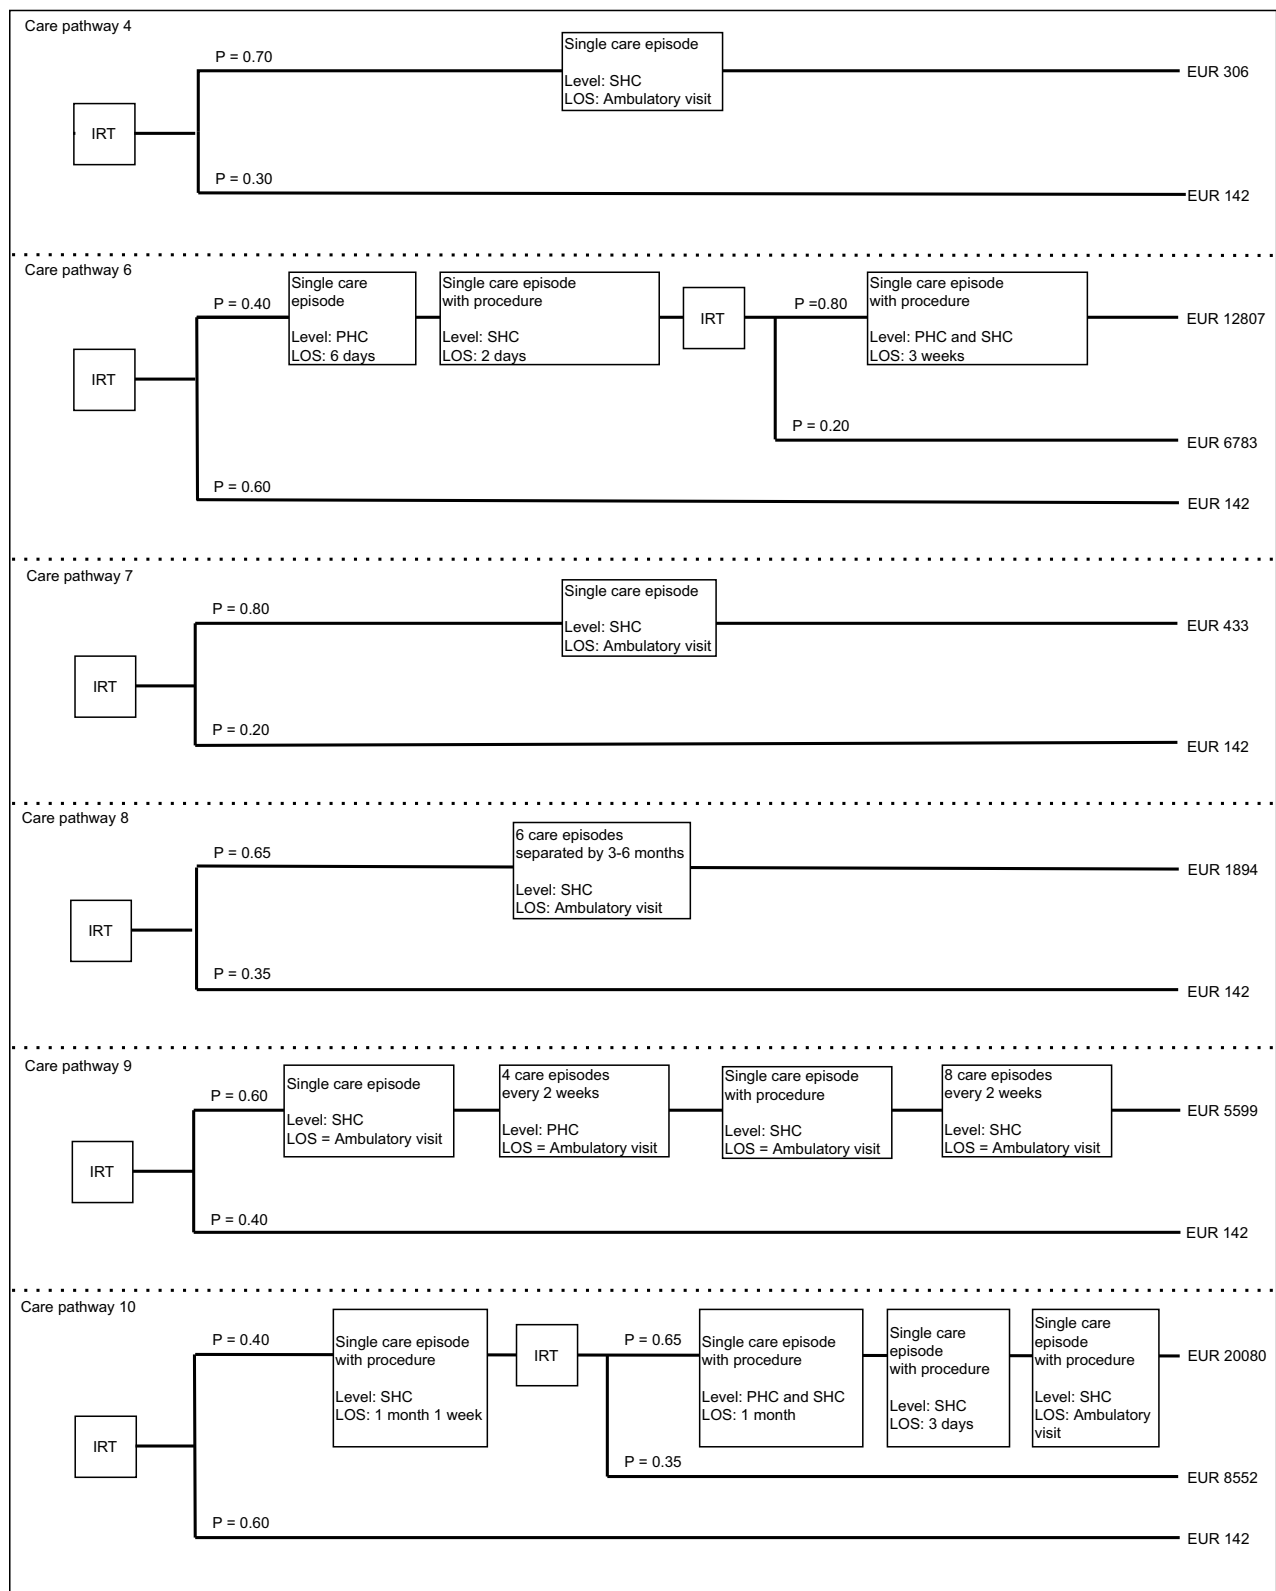 Care pathway 4
P = 0.70
Single care episode
Level: SHC
LOS: Ambulatory visit
EUR 306
IRT
P = 0.30
EUR 142
Care pathway 6
P = 0.40
Single care
episode
Level: PHC
LOS: 6 days
Single care episode
with procedure
Level: SHC
LOS: 2 days
IRT
P =0.80
Single care episode
with procedure
Level: PHC and SHC
LOS: 3 weeks
EUR 12807
IRT
P = 0.20
EUR 6783
P = 0.60
EUR 142
Care pathway 7
P = 0.80
Single care episode
Level: SHC
LOS: Ambulatory visit
EUR 433
IRT
P = 0.20
EUR 142
Care pathway 8
P = 0.65
6 care episodes
separated by 3-6 months
Level: SHC
LOS: Ambulatory visit
EUR 1894
IRT
P = 0.35
EUR 142
Care pathway 9
P = 0.60
Single care episode
Level: SHC
LOS = Ambulatory visit
4 care episodes
every 2 weeks
Level: PHC
LOS = Ambulatory visit
Single care episode
with procedure
Level: SHC
LOS = Ambulatory visit
8 care episodes
every 2 weeks
Level: SHC
LOS = Ambulatory visit
EUR 5599
IRT
P = 0.40
EUR 142
Care pathway 10
P = 0.40
Single care episode
with procedure
Level: SHC
LOS: 1 month 1 week
IRT
P = 0.65
Single care episode
with procedure
Level: PHC and SHC
LOS: 1 month
Single care
episode
with procedure
Level: SHC
LOS: 3 days
Single care
episode
with procedure
Level: SHC
LOS: Ambulatory
visit
EUR 20080
IRT
P = 0.35
EUR 8552
P = 0.60
EUR 142